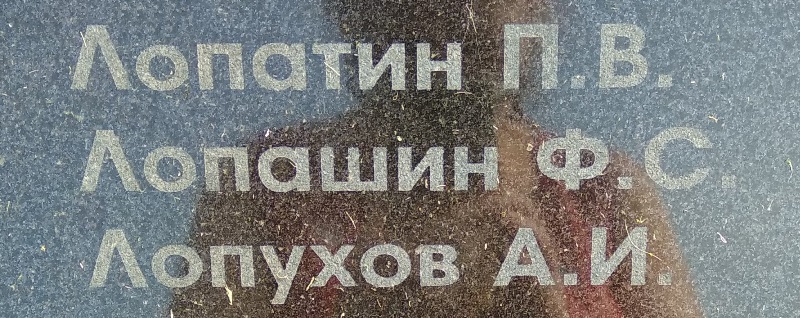 Лопатин П.В.
Лопашин Ф.С.
Лопухов А.И.